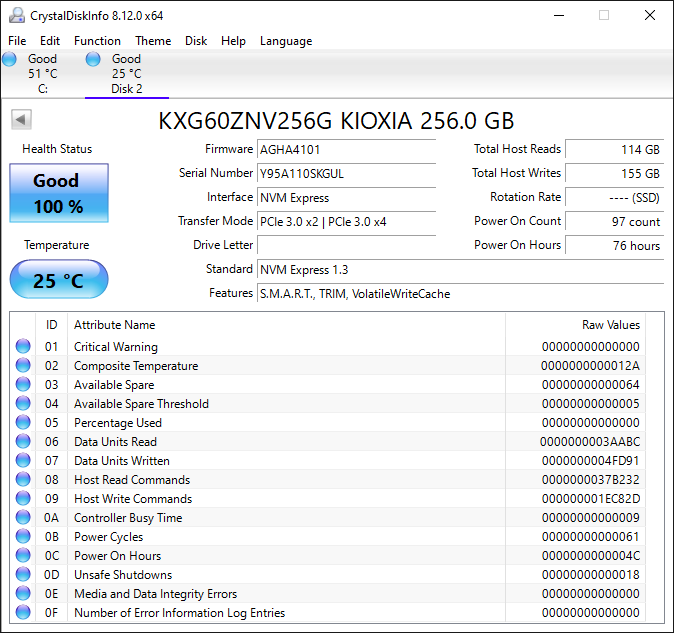 CrystalDiskInfo 8.12.0 x64
File Edit Function Theme Disk Help Language
Good Good
51 °C 25 °C
C: Disk 2
KXG60ZNV256G KIOXIA 256.0 GB
Health Status
Good
100 %
Temperature
25 °C
Firmware AGHA4101
Serial Number Y95A110SKGUL
Interface NVM Express
Transfer Mode PCIe 3.0 x2 | PCIe 3.0 x4
Drive Letter
Standard NVM Express 1.3
Features S.M.A.R.T., TRIM, VolatileWriteCache
Total Host Reads 114 GB
Total Host Writes 155 GB
Rotation Rate ---- (SSD)
Power On Count 97 count
Power On Hours 76 hours
ID Attribute Name Raw Values
01 Critical Warning 00000000000000
02 Composite Temperature 0000000000012A
03 Available Spare 00000000000064
04 Available Spare Threshold 00000000000005
05 Percentage Used 00000000000000
06 Data Units Read 0000000003AABC
07 Data Units Written 0000000004FD91
08 Host Read Commands 0000000037B232
09 Host Write Commands 000000001EC82D
0A Controller Busy Time 00000000000009
0B Power Cycles 00000000000061
0C Power On Hours 0000000000004C
0D Unsafe Shutdowns 00000000000018
0E Media and Data Integrity Errors 00000000000000
0F Number of Error Information Log Entries 00000000000000